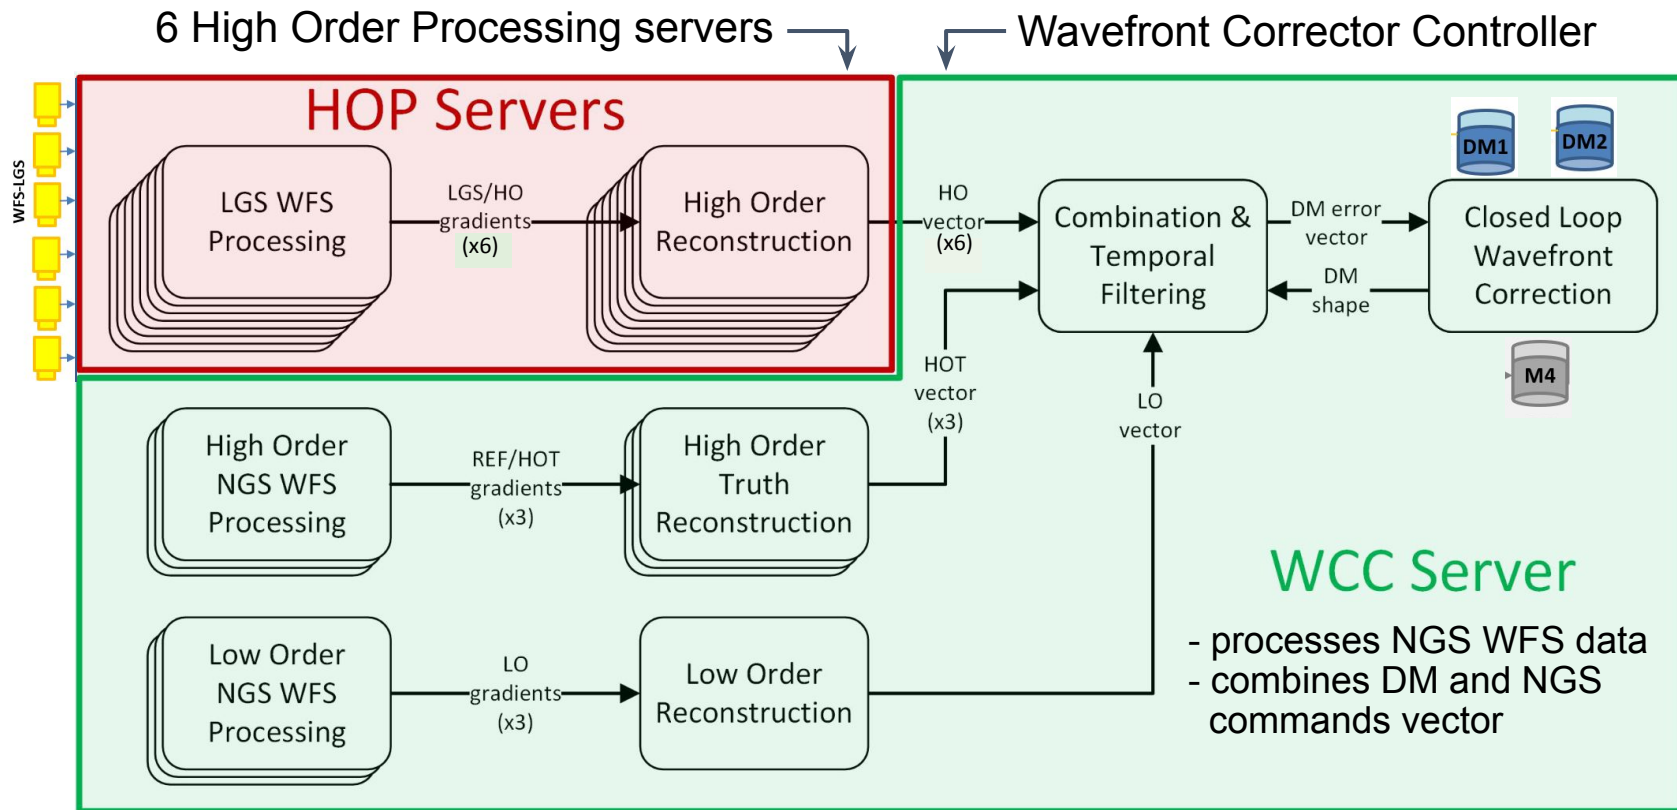 6 High Order Processing servers
Wavefront Corrector Controller
HOP Servers
WFS-LGS
LGS WFS
Processing
LGS/HO
gradients
(x6)
High Order
Reconstruction
HO
vector
(x6)
Combination &
Temporal
Filtering
DM error
vector
DM
shape
DM1
DM2
Closed Loop
Wavefront
Correction
M4
HOT
vector
(x3)
LO
vector
High Order
NGS WFS
Processing
REF/HOT
gradients
(x3)
High Order
Truth
Reconstruction
Low Order
NGS WFS
Processing
LO
gradients
(x3)
Low Order
Reconstruction
WCC Server
- processes NGS WFS data
- combines DM and NGS
commands vector